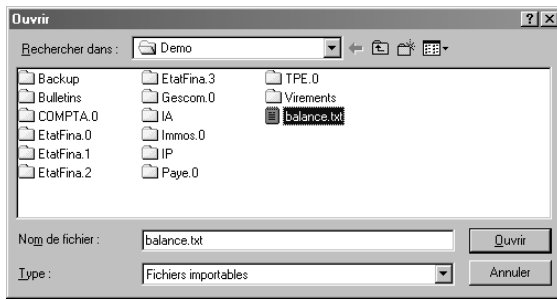 Ouvrir
Rechercher dans : Demo
Backup
Bulletins
COMPTA.0
EtatFina.0
EtatFina.1
EtatFina.2
EtatFina.3
Gescom.0
IA
Immos.0
IP
Paye.0
TPE.0
Virements
balance.txt
Nom de fichier : balance.txt Ouvrir
Type : Fichiers importables Annuler